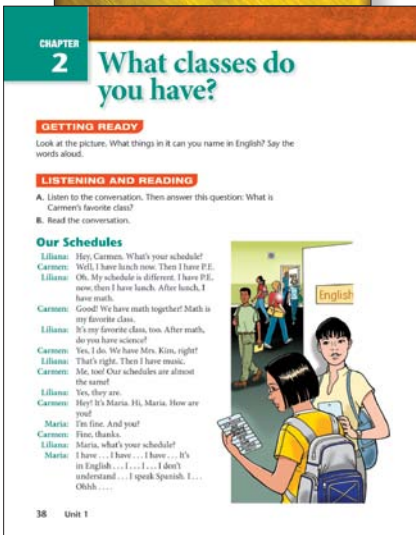 CHAPTER
2
What classes do
you have?
GETTING READY
Look at the picture. What things in it can you name in English? Say the
words aloud.
LISTENING AND READING
A. Listen to the conversation. Then answer this question: What is
Carmen's favorite class?
B. Read the conversation.
Our Schedules
Liliana: Hey, Carmen. What's your schedule?
Carmen: Well, I have lunch now. Then I have P.E.
Liliana: Oh. My schedule is different. I have P.E.
now, then I have lunch. After lunch, I
have math.
Carmen: Good! We have math together! Math is
my favorite class.
Liliana: It's my favorite class, too. After math,
do you have science?
Carmen: Yes, I do. We have Mrs. Kim, right?
Liliana: That's right. Then I have music.
Carmen: Me, too! Our schedules are almost
the same!
Liliana: Yes, they are.
Carmen: Hey! It's Maria. Hi, Maria. How are
you?
Maria: I'm fine. And you?
Carmen: Fine, thanks.
Liliana: Maria, what's your schedule?
Maria: I have . . . I have . . . I have . . . It's
in English . . . I . . . I . . . I don't
understand . . . I speak Spanish. I . . .
Ohhh . . . .
English
38 Unit 1